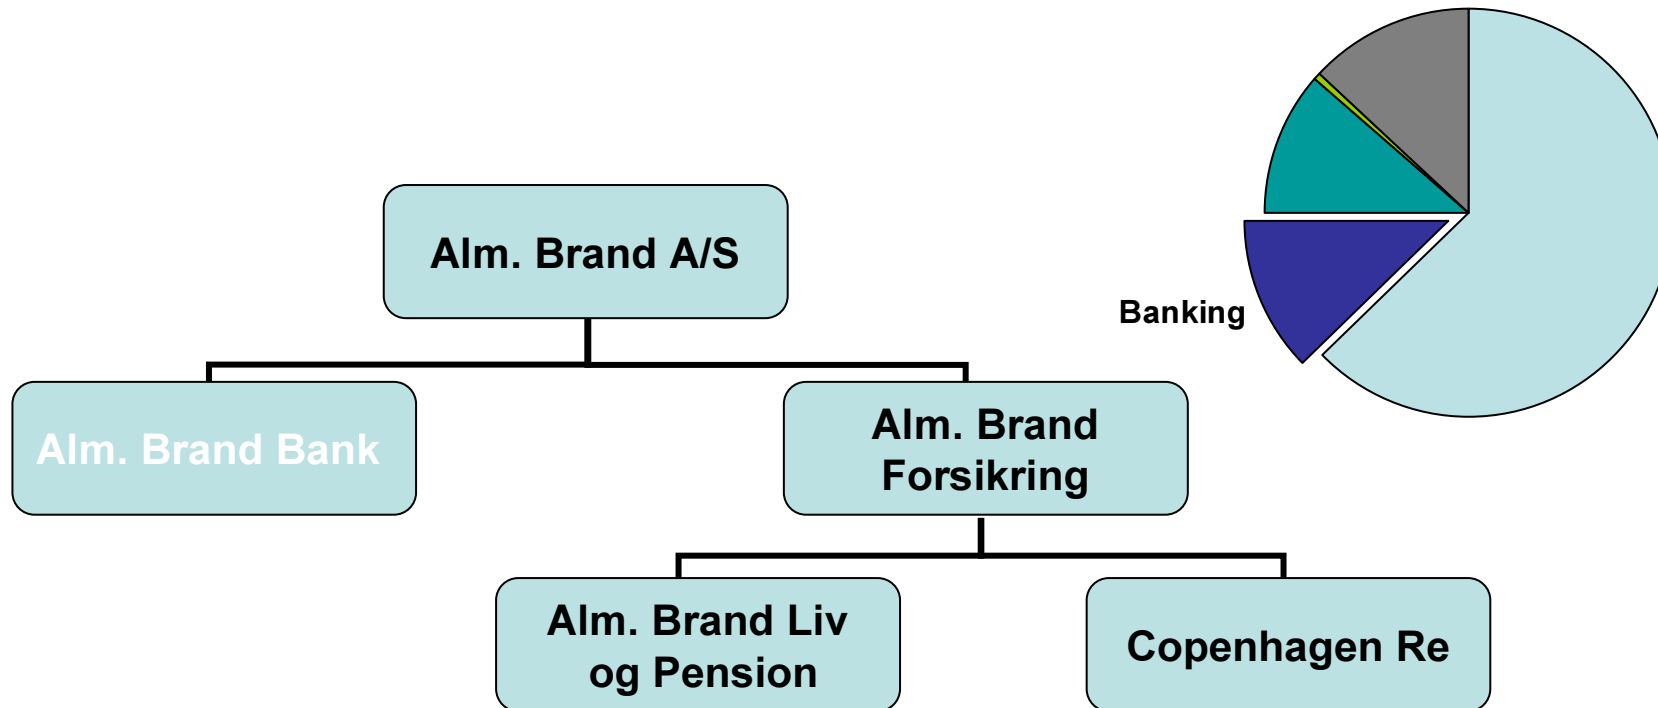 Alm. Brand A/S
Banking
Alm. Brand Bank
Alm. Brand
Forsikring
Alm. Brand Liv
og Pension
Copenhagen Re